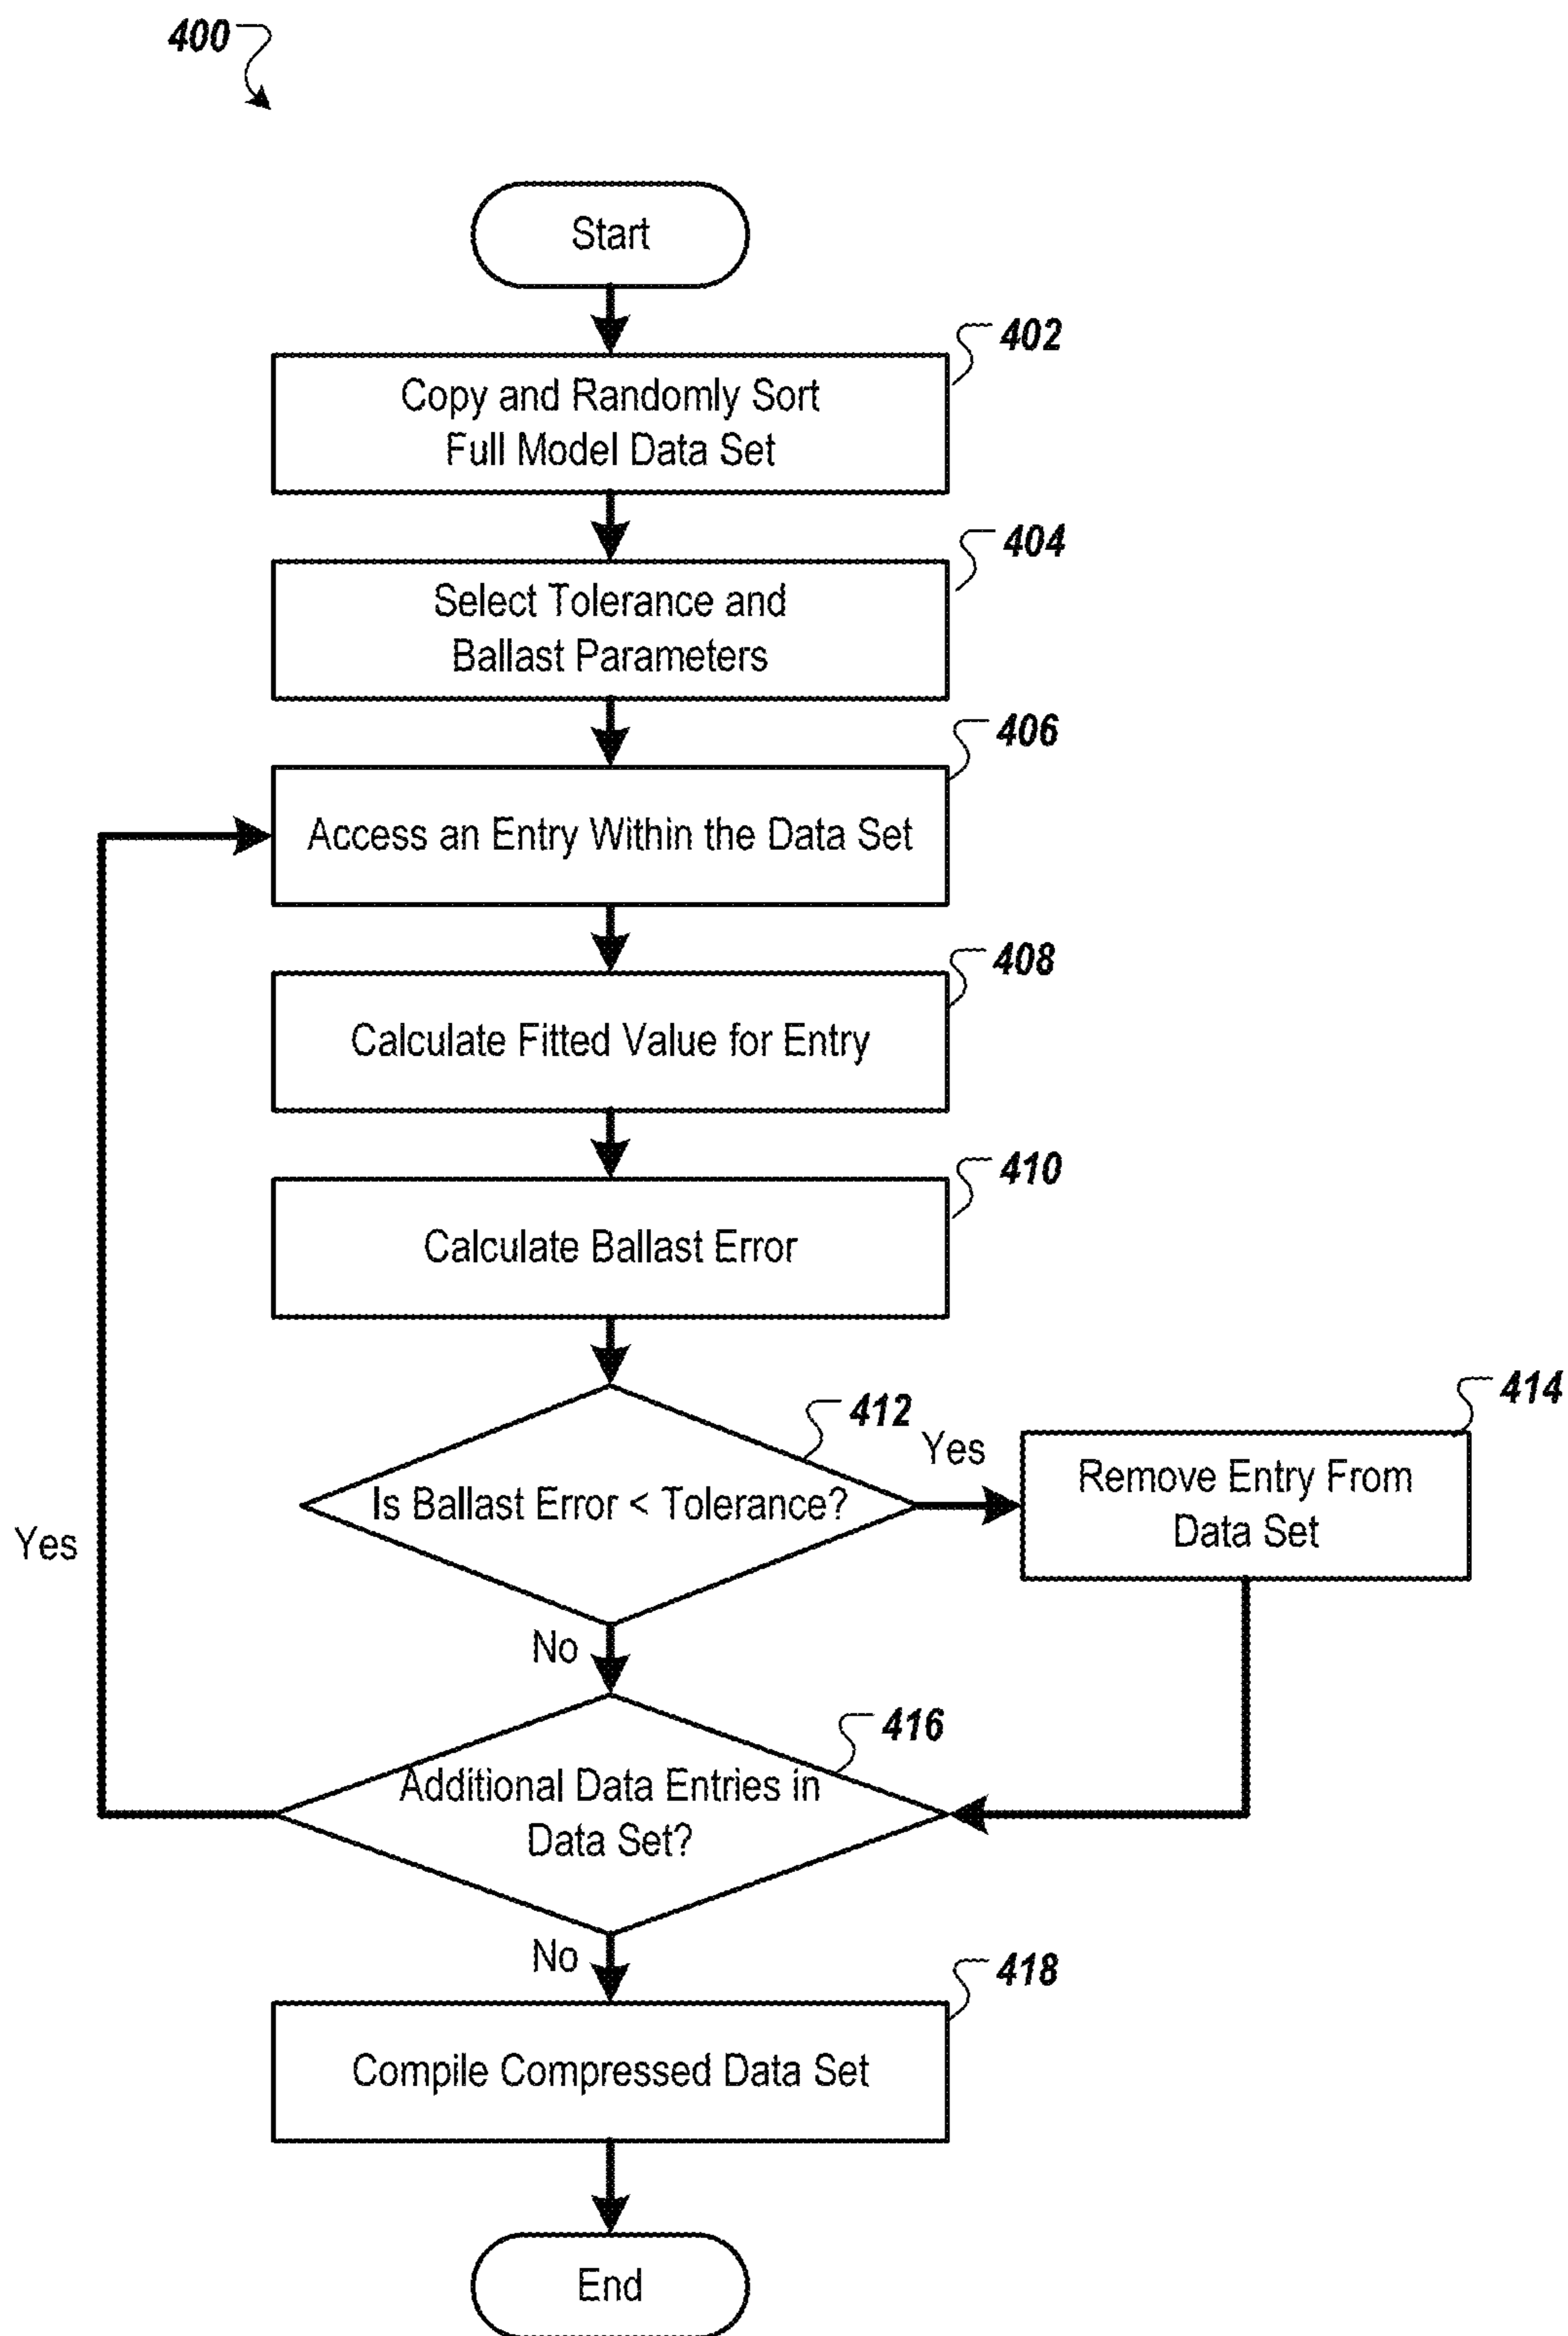 400
Start
402
Copy and Randomly Sort
Full Model Data Set
404
Select Tolerance and
Ballast Parameters
406
Access an Entry Within the Data Set
408
Calculate Fitted Value for Entry
410
Calculate Ballast Error
412
414
Yes
Remove Entry From
Data Set
Is Ballast Error < Tolerance?
Yes
No
416
Additional Data Entries in
Data Set?
No
418
Compile Compressed Data Set
End